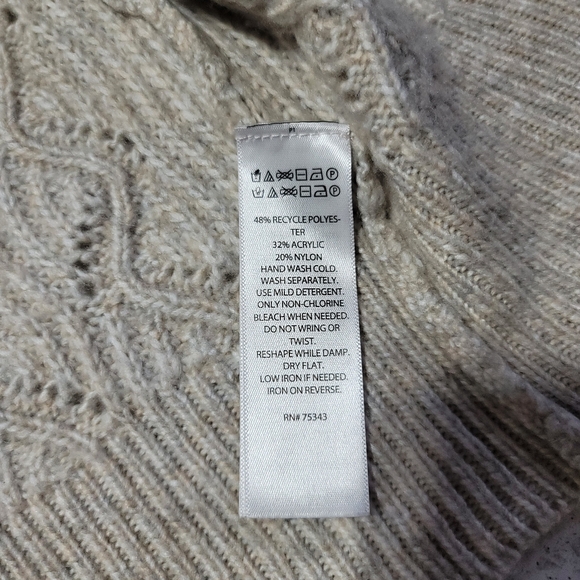 48% RECYCLE POLYES-
TER
32% ACRYLIC
20% NYLON
HAND WASH COLD.
WASH SEPARATELY.
USE MILD DETERGENT.
ONLY NON-CHLORINE
BLEACH WHEN NEEDED.
DO NOT WRING OR
TWIST.
RESHAPE WHILE DAMP.
DRY FLAT.
LOW IRON IF NEEDED.
IRON ON REVERSE.
RN# 75343